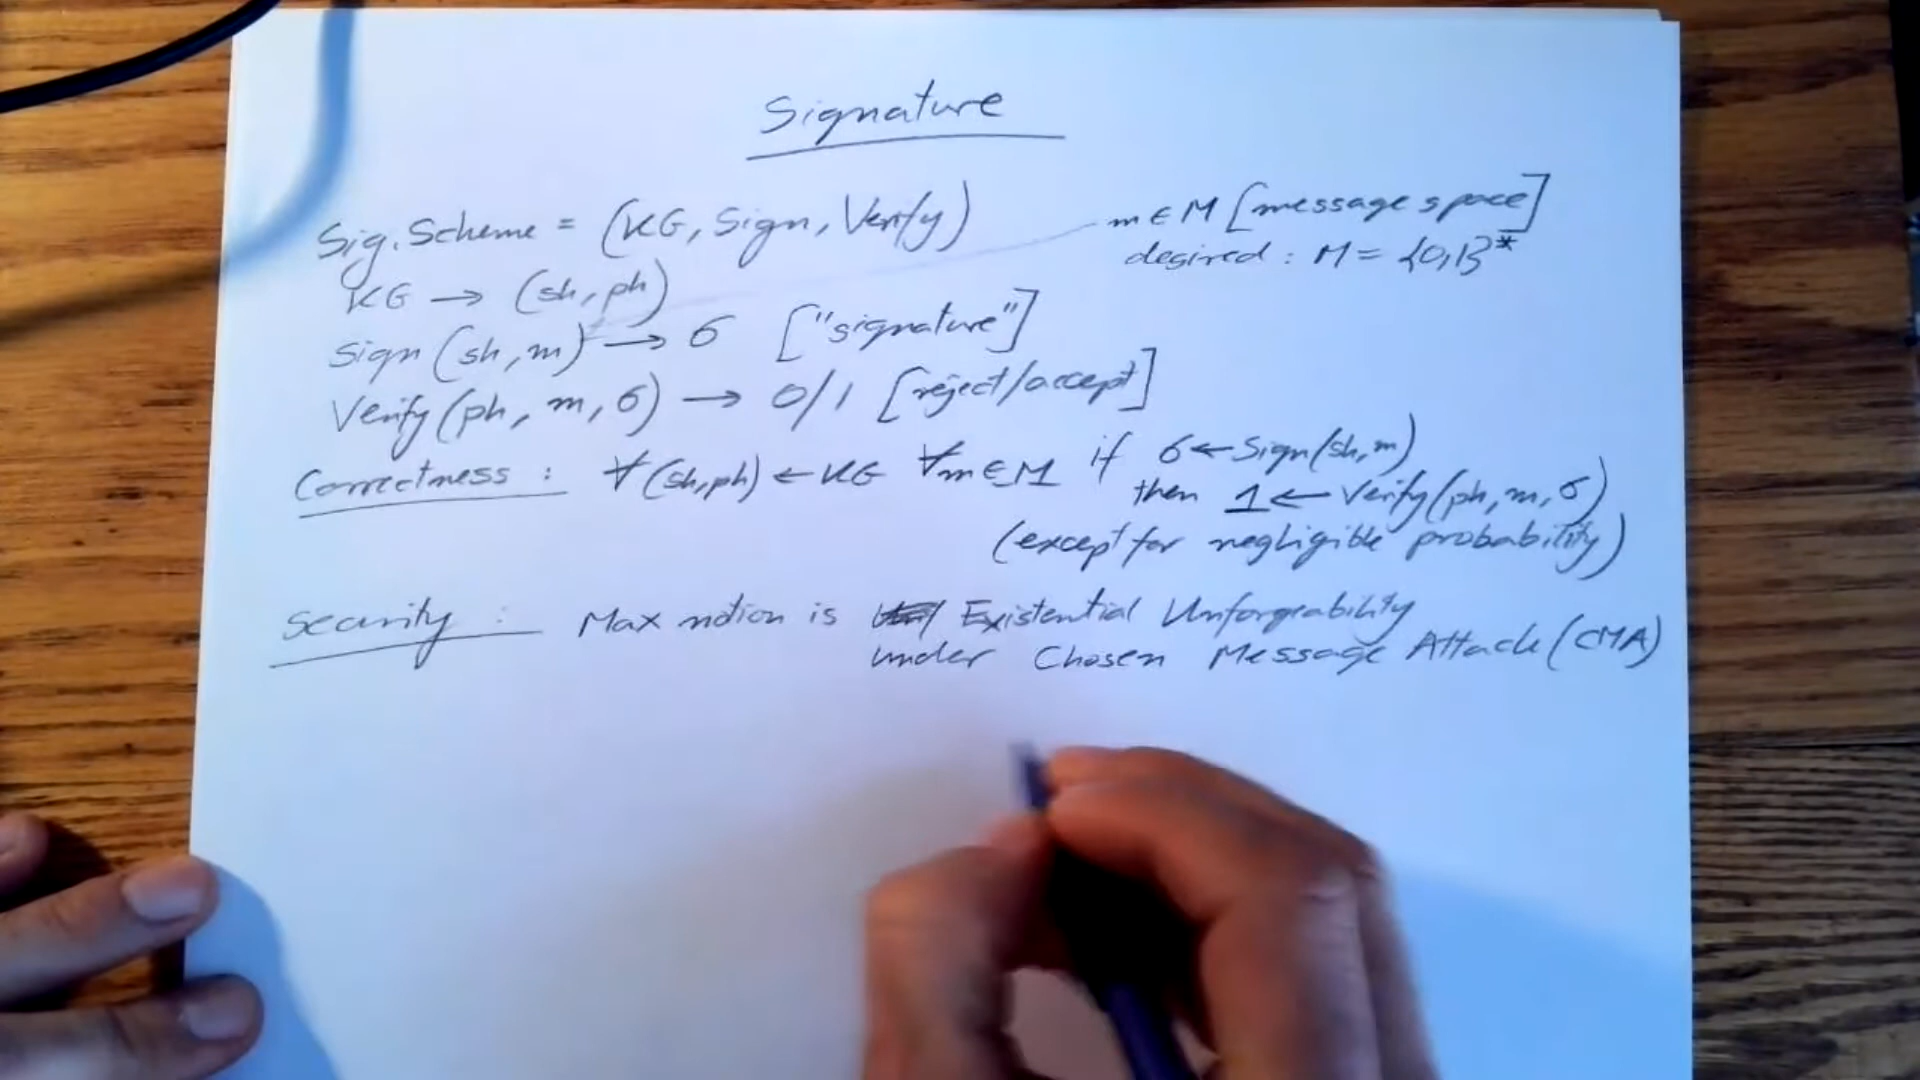 Signature
Sig. Scheme = (KG, Sign, Verify)
m ∈ M [message space]
desired : M = {0,1}*
KG → (sk, pk)
Sign (sk, m) → σ ["signature"]
Verify (pk, m, σ) → 0/1 [reject/accept]
Correctness : ∀ (sk, pk) ← KG ∀m ∈ M if σ ← Sign(sk, m)
then 1 ← Verify(pk, m, σ)
(except for negligible probability)
Security : Max notion is Existential Unforgeability
under Chosen Message Attack (CMA)